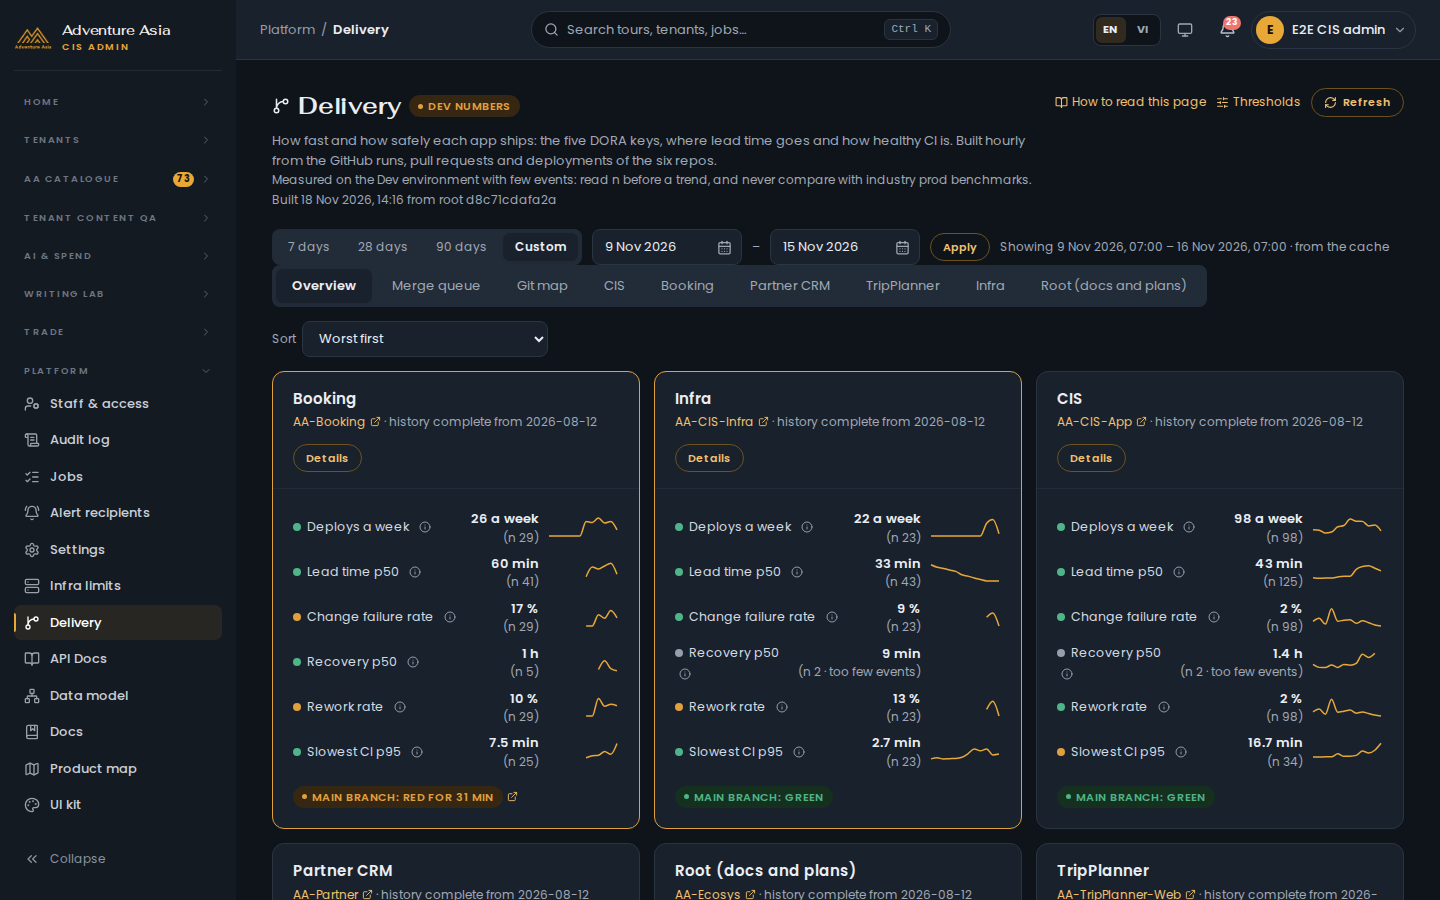 Adventure Asia
CIS ADMIN
Adventure Asia
Platform / Delivery
Search tours, tenants, jobs...
Ctrl K
EN
VI
23
E
E2E CIS admin
HOME
TENANTS
AA CATALOGUE
73
TENANT CONTENT QA
AI & SPEND
WRITING LAB
TRADE
PLATFORM
Staff & access
Audit log
Jobs
Alert recipients
Settings
Infra limits
Delivery
API Docs
Data model
Docs
Product map
UI kit
Collapse
Delivery
DEV NUMBERS
How to read this page
Thresholds
Refresh
How fast and how safely each app ships: the five DORA keys, where lead time goes and how healthy CI is. Built hourly
from the GitHub runs, pull requests and deployments of the six repos.
Measured on the Dev environment with few events: read n before a trend, and never compare with industry prod benchmarks.
Built 18 Nov 2026, 14:16 from root d8c71cdafa2a
7 days
28 days
90 days
Custom
9 Nov 2026
–
15 Nov 2026
Apply
Showing 9 Nov 2026, 07:00 – 16 Nov 2026, 07:00 · from the cache
Overview
Merge queue
Git map
CIS
Booking
Partner CRM
TripPlanner
Infra
Root (docs and plans)
Sort
Worst first
Booking
AA-Booking · history complete from 2026-08-12
Details
Deploys a week
26 a week
(n 29)
Lead time p50
60 min
(n 41)
Change failure rate
17 %
(n 29)
Recovery p50
1 h
(n 5)
Rework rate
10 %
(n 29)
Slowest CI p95
7.5 min
(n 25)
MAIN BRANCH: RED FOR 31 MIN
Infra
AA-CIS-Infra · history complete from 2026-08-12
Details
Deploys a week
22 a week
(n 23)
Lead time p50
33 min
(n 43)
Change failure rate
9 %
(n 23)
Recovery p50
9 min
(n 2 · too few events)
Rework rate
13 %
(n 23)
Slowest CI p95
2.7 min
(n 23)
MAIN BRANCH: GREEN
CIS
AA-CIS-App · history complete from 2026-08-12
Details
Deploys a week
98 a week
(n 98)
Lead time p50
43 min
(n 125)
Change failure rate
2 %
(n 98)
Recovery p50
1.4 h
(n 2 · too few events)
Rework rate
2 %
(n 98)
Slowest CI p95
16.7 min
(n 34)
MAIN BRANCH: GREEN
Partner CRM
AA-Partner · history complete from 2026-08-12
Root (docs and plans)
AA-Ecosys · history complete from 2026-08-12
TripPlanner
AA-TripPlanner-Web · history complete from 2026-